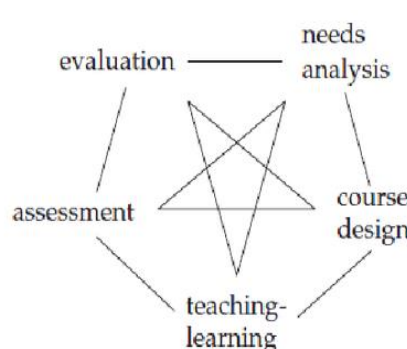 needs
analysis
evaluation
assessment
course
design
teaching-
learning